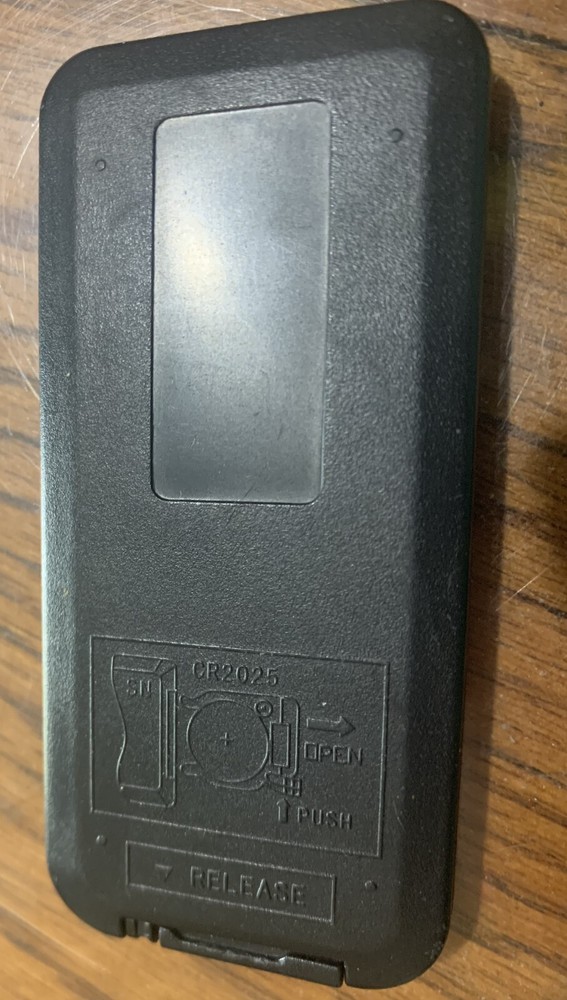 CR2025
SN
+
OPEN
PUSH
RELEASE